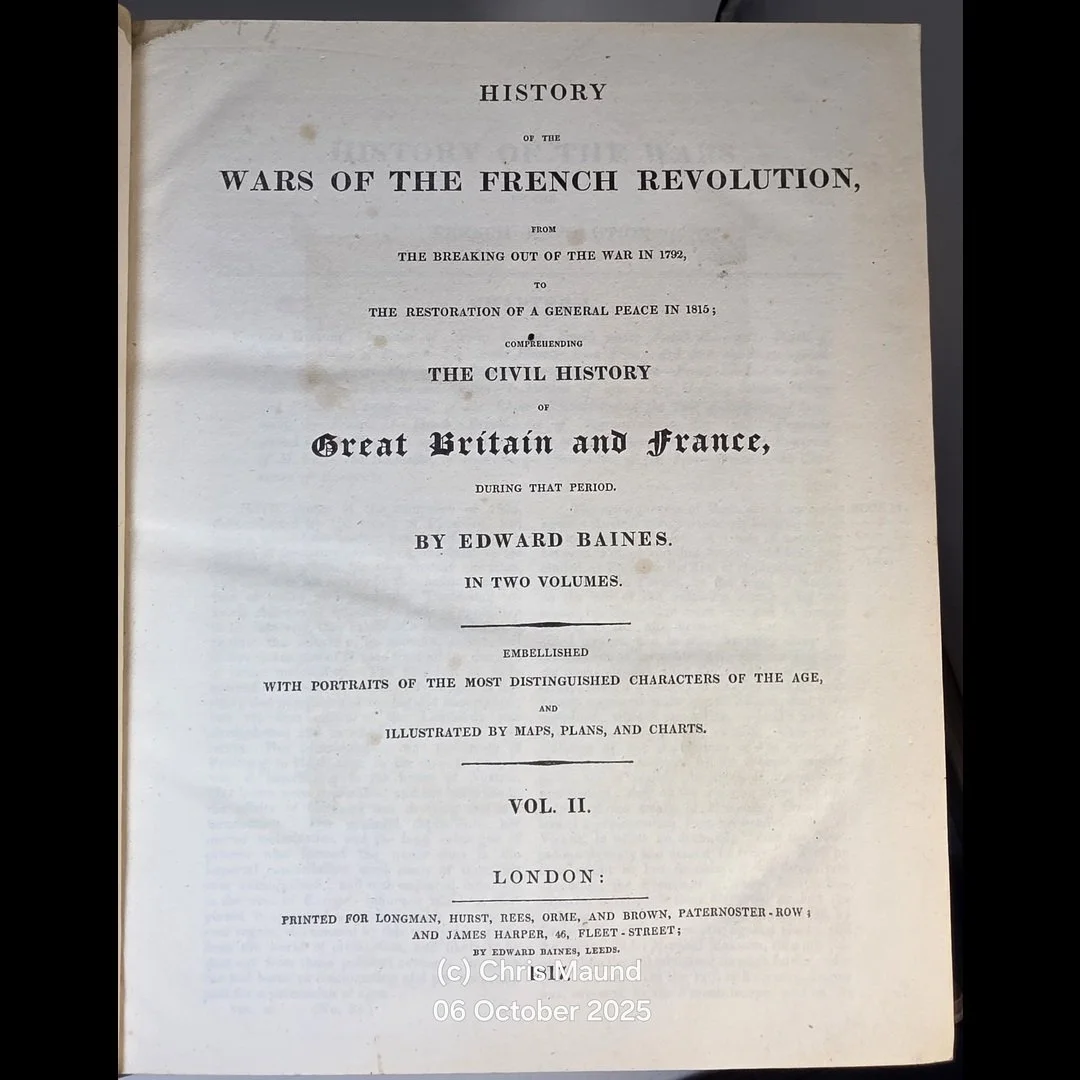 HISTORY
OF THE
WARS OF THE FRENCH REVOLUTION,
FROM
THE BREAKING OUT OF THE WAR IN 1792,
TO
THE RESTORATION OF A GENERAL PEACE IN 1815;
COMPREHENDING
THE CIVIL HISTORY
OF
Great Britain and France,
DURING THAT PERIOD.
BY EDWARD BAINES.
IN TWO VOLUMES.
EMBELLISHED
WITH PORTRAITS OF THE MOST DISTINGUISHED CHARACTERS OF THE AGE,
AND
ILLUSTRATED BY MAPS, PLANS, AND CHARTS.
VOL. II.
LONDON:
PRINTED FOR LONGMAN, HURST, REES, ORME, AND BROWN, PATERNOSTER-ROW;
AND JAMES HARPER, 46, FLEET-STREET;
BY EDWARD BAINES, LEEDS.
1817.
(c) Chris Maund
06 October 2025